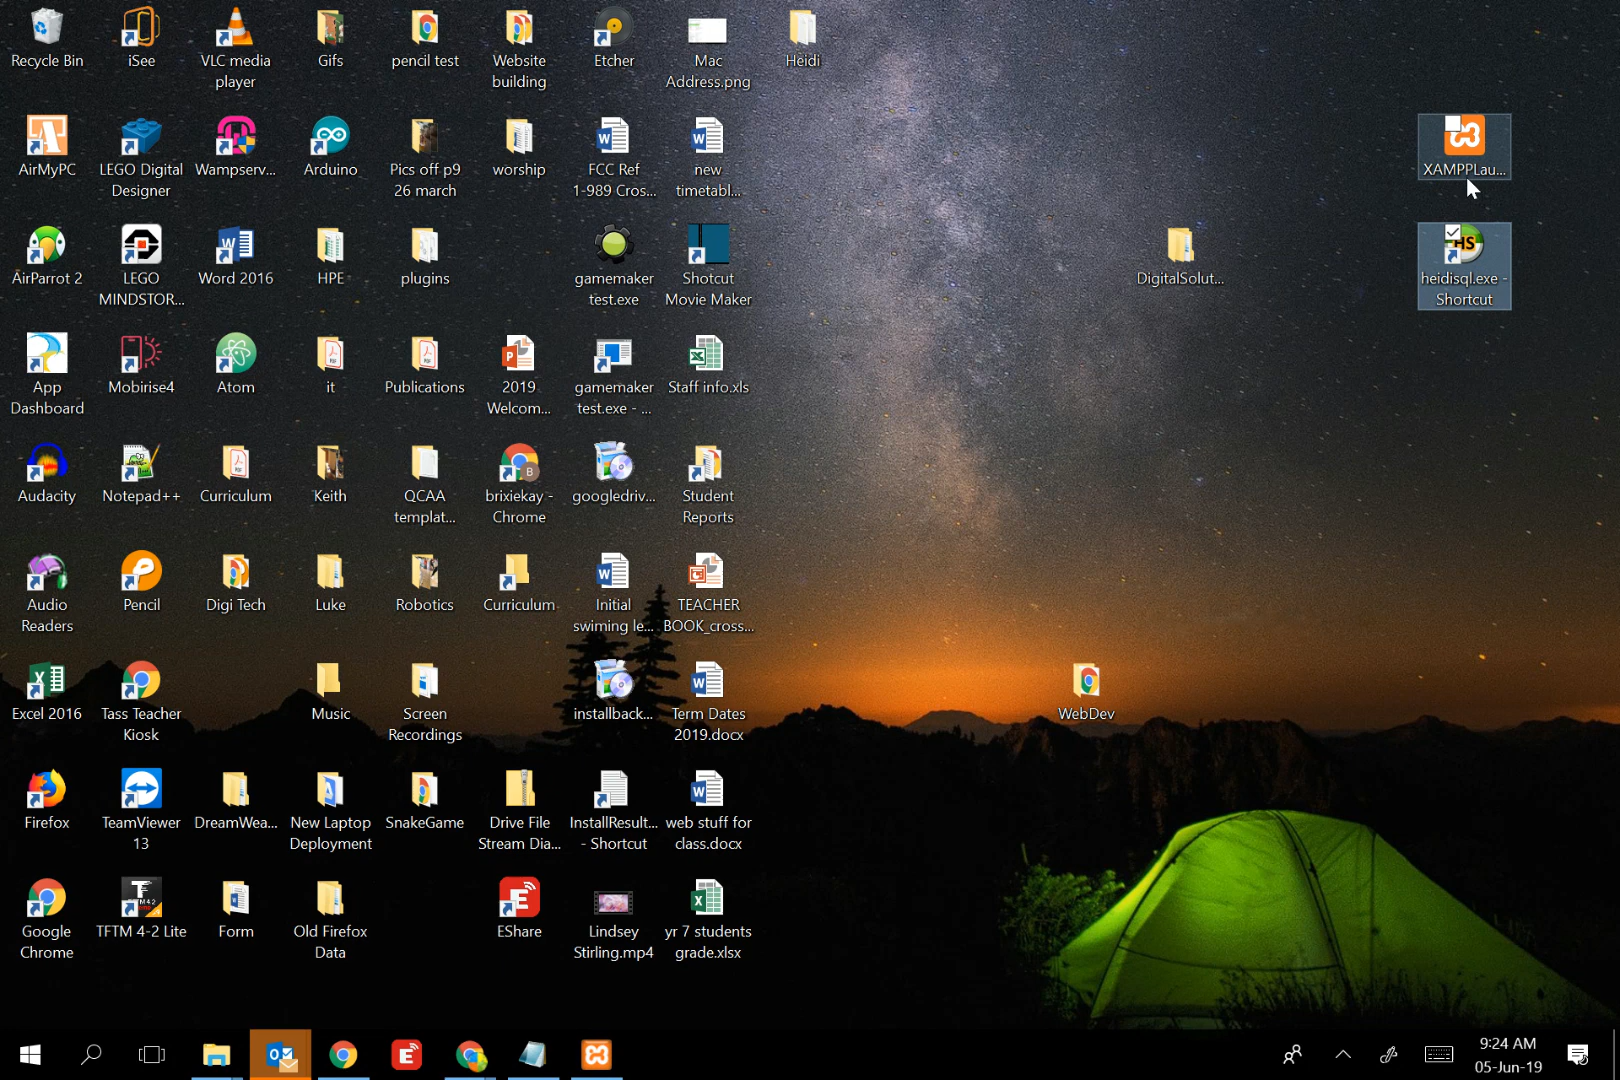 Recycle Bin
iSee
VLC media
player
Gifs
pencil test
Website
building
Etcher
Mac
Address.png
Heidi
AirMyPC
LEGO Digital
Designer
Wampserv...
Arduino
Pics off p9
26 march
worship
FCC Ref
1-989 Cros...
new
timetabl...
XAMPPLau...
AirParrot 2
LEGO
MINDSTOR...
Word 2016
HPE
plugins
gamemaker
test.exe
Shotcut
Movie Maker
DigitalSolut...
HS
heidisql.exe -
Shortcut
App
Dashboard
Mobirise4
Atom
it
Publications
2019
Welcom...
gamemaker
test.exe - ...
Staff info.xls
Audacity
Notepad++
Curriculum
Keith
QCAA
templat...
B
brixiekay -
Chrome
googledriv...
Student
Reports
Audio
Readers
Pencil
Digi Tech
Luke
Robotics
Curriculum
Initial
swiming le...
TEACHER
BOOK_cross...
Excel 2016
Tass Teacher
Kiosk
Music
Screen
Recordings
installback...
Term Dates
2019.docx
WebDev
Firefox
TeamViewer
13
DreamWea...
New Laptop
Deployment
SnakeGame
Drive File
Stream Dia...
InstallResult...
- Shortcut
web stuff for
class.docx
Google
Chrome
TFTM 4-2 Lite
Form
Old Firefox
Data
EShare
Lindsey
Stirling.mp4
yr 7 students
grade.xlsx
9:24 AM
05-Jun-19